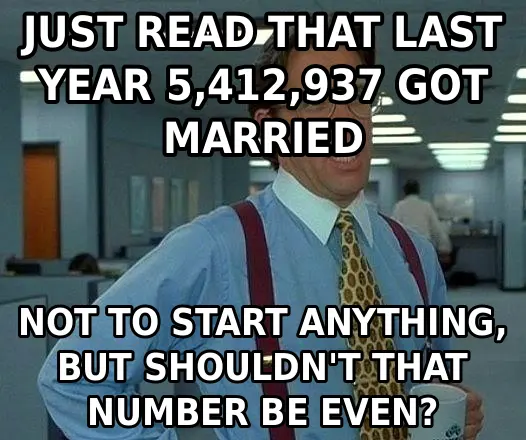 JUST READ THAT LAST
YEAR 5,412,937 GOT
MARRIED
NOT TO START ANYTHING,
BUT SHOULDN'T THAT
NUMBER BE EVEN?